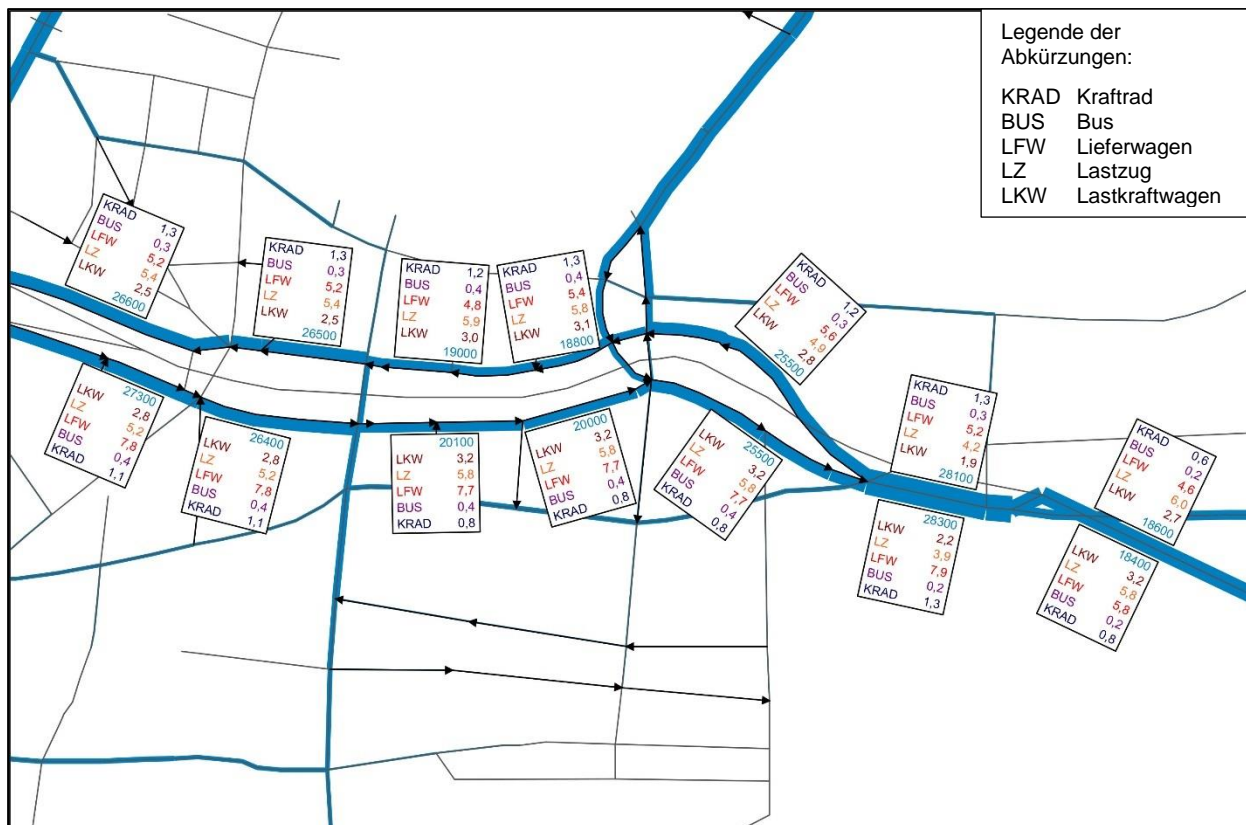 Legende der
Abkürzungen:
KRAD Kraftrad
BUS Bus
LFW Lieferwagen
LZ Lastzug
LKW Lastkraftwagen
KRAD 1,3
BUS 0,3
LFW 5,2
LZ 5,4
LKW 2,5
26600
KRAD 1,3
BUS 0,3
LFW 5,2
LZ 5,4
LKW 2,5
26500
KRAD 1,2
BUS 0,4
LFW 4,8
LZ 5,9
LKW 3,0
19000
KRAD 1,3
BUS 0,4
LFW 5,4
LZ 5,8
LKW 3,1
18800
KRAD 1,2
BUS 0,3
LFW 5,6
LZ 4,9
LKW 2,8
25500
KRAD 1,3
BUS 0,3
LFW 5,2
LZ 4,2
LKW 1,9
28100
KRAD 0,6
BUS 0,2
LFW 4,6
LZ 6,0
LKW 2,7
18600
27300
LKW 2,8
LZ 5,2
LFW 7,8
BUS 0,4
KRAD 1,1
26400
LKW 2,8
LZ 5,2
LFW 7,8
BUS 0,4
KRAD 1,1
20100
LKW 3,2
LZ 5,8
LFW 7,7
BUS 0,4
KRAD 0,8
20000
LKW 3,2
LZ 5,8
LFW 7,7
BUS 0,4
KRAD 0,8
25500
LKW 3,2
LZ 5,8
LFW 7,7
BUS 0,4
KRAD 0,8
28300
LKW 2,2
LZ 3,9
LFW 7,9
BUS 0,2
KRAD 1,3
18400
LKW 3,2
LZ 5,8
LFW 5,8
BUS 0,2
KRAD 0,8